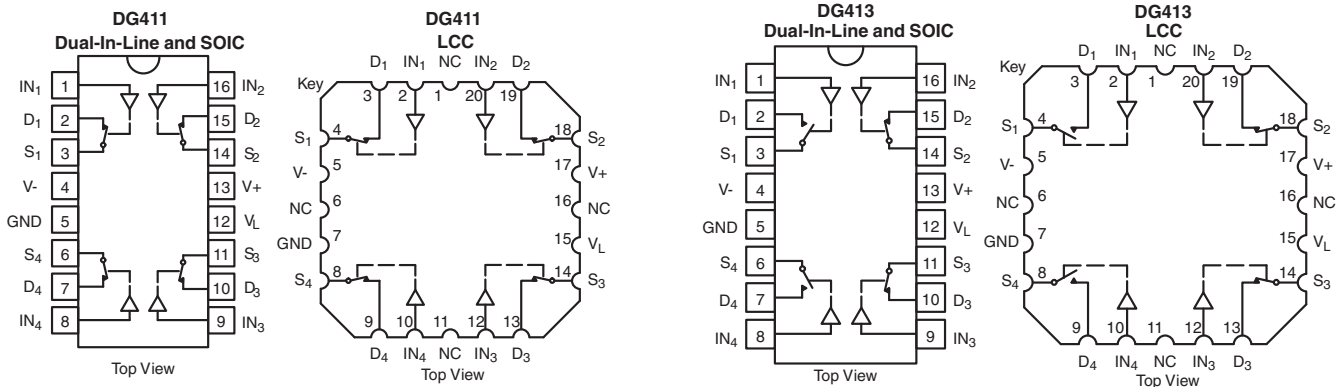 DG411
Dual-In-Line and SOIC
IN1 1 16 IN2
D1 2 15 D2
S1 3 14 S2
V- 4 13 V+
GND 5 12 VL
S4 6 11 S3
D4 7 10 D3
IN4 8 9 IN3
Top View
DG411
LCC
D1 IN1 NC IN2 D2
Key 3 2 1 20 19
S1 4 18 S2
V- 5 17 V+
NC 6 16 NC
GND 7 15 VL
S4 8 14 S3
9 10 11 12 13
D4 IN4 NC IN3 D3
Top View
DG413
Dual-In-Line and SOIC
IN1 1 16 IN2
D1 2 15 D2
S1 3 14 S2
V- 4 13 V+
GND 5 12 VL
S4 6 11 S3
D4 7 10 D3
IN4 8 9 IN3
Top View
DG413
LCC
D1 IN1 NC IN2 D2
Key 3 2 1 20 19
S1 4 18 S2
V- 5 17 V+
NC 6 16 NC
GND 7 15 VL
S4 8 14 S3
9 10 11 12 13
D4 IN4 NC IN3 D3
Top View